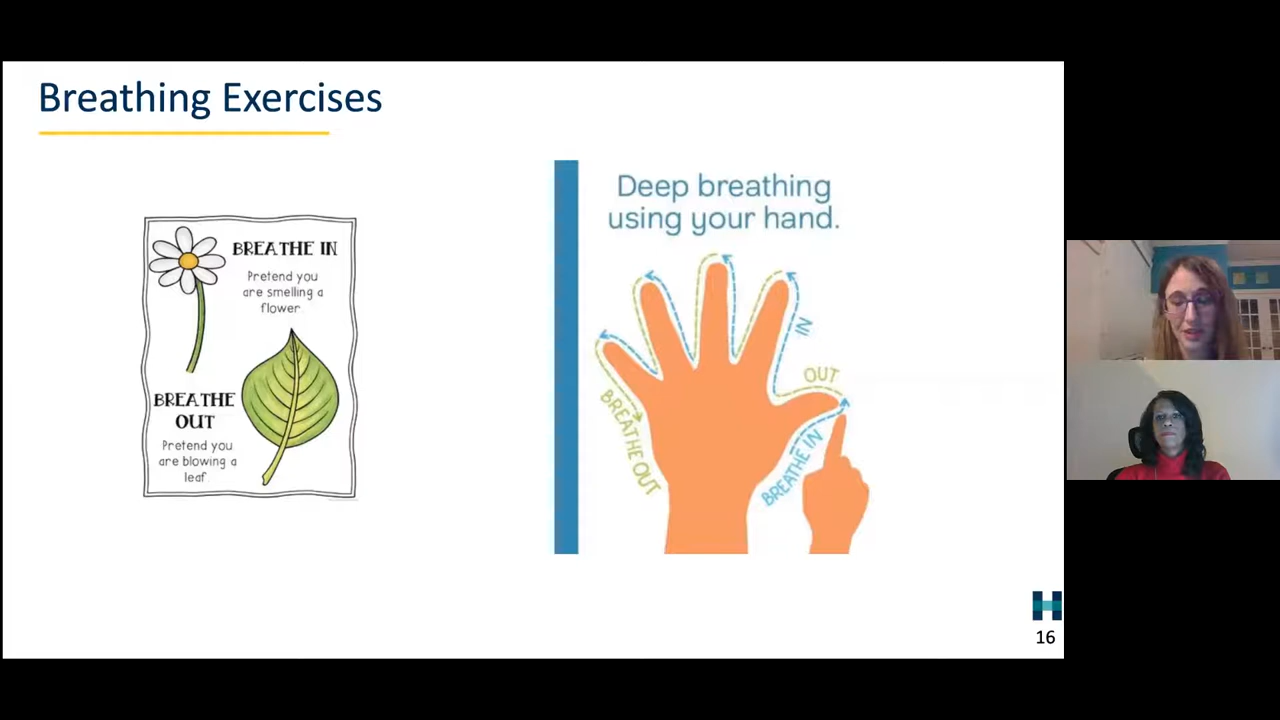 Breathing Exercises
BREATHE IN
Pretend you
are smelling a
flower
BREATHE
OUT
Pretend you
are blowing a
leaf
Deep breathing
using your hand.
IN
OUT
BREATHE IN
BREATHE OUT
16